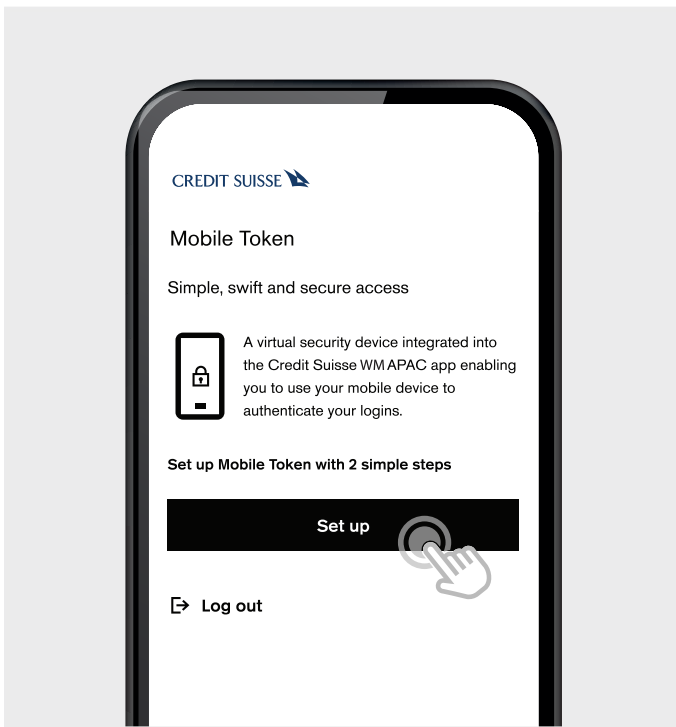 CREDIT SUISSE
Mobile Token
Simple, swift and secure access
A virtual security device integrated into
the Credit Suisse WM APAC app enabling
you to use your mobile device to
authenticate your logins.
Set up Mobile Token with 2 simple steps
Set up
Log out